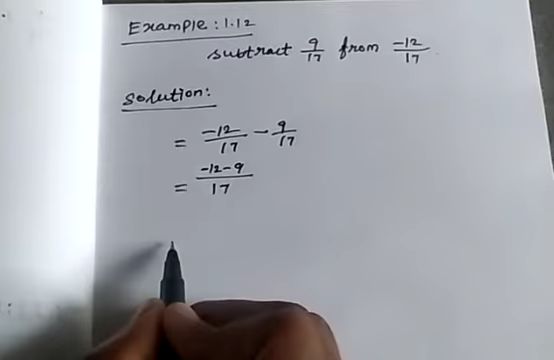 Example: 1.12
subtract 9/17 from -12/17.
Solution:
= -12/17 - 9/17
= -12-9/17